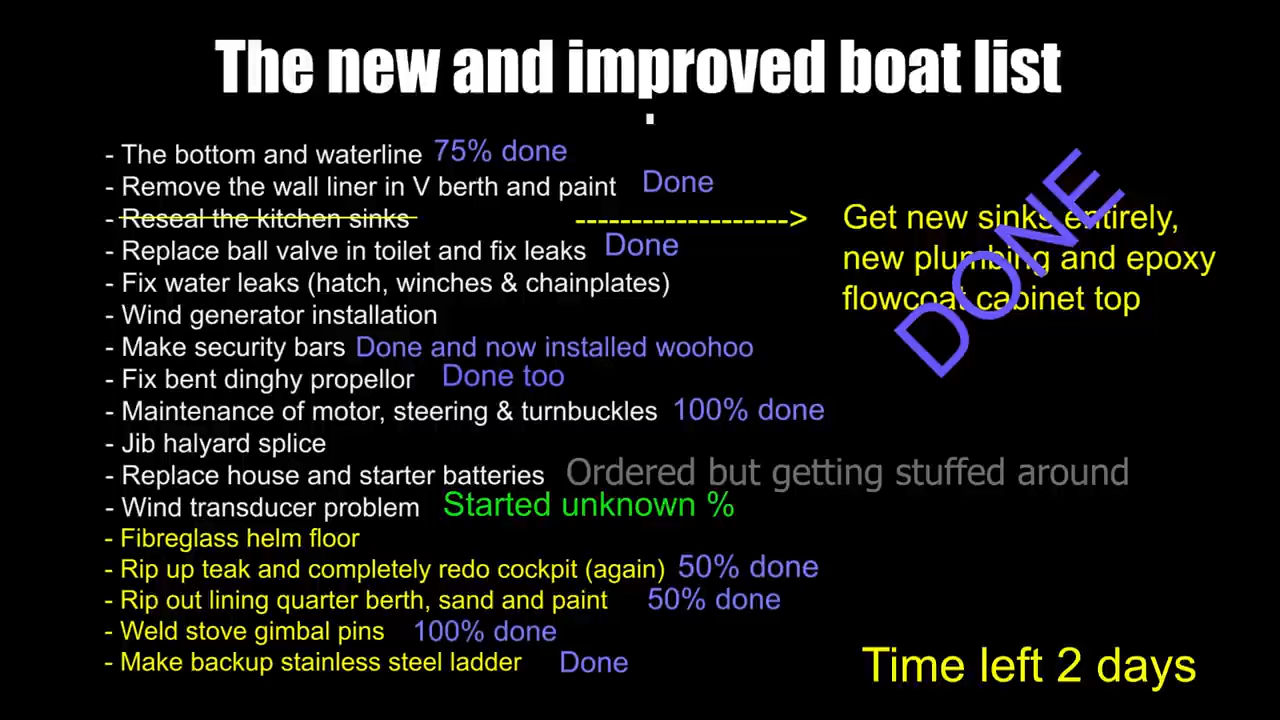 The new and improved boat list
.
- The bottom and waterline 75% done
- Remove the wall liner in V berth and paint Done
- Reseal the kitchen sinks ------------------->
Get new sinks entirely,
new plumbing and epoxy
flowcoat cabinet top
DONE
- Replace ball valve in toilet and fix leaks Done
- Fix water leaks (hatch, winches & chainplates)
- Wind generator installation
- Make security bars Done and now installed woohoo
- Fix bent dinghy propellor Done too
- Maintenance of motor, steering & turnbuckles 100% done
- Jib halyard splice
- Replace house and starter batteries Ordered but getting stuffed around
- Wind transducer problem Started unknown %
- Fibreglass helm floor
- Rip up teak and completely redo cockpit (again) 50% done
- Rip out lining quarter berth, sand and paint 50% done
- Weld stove gimbal pins 100% done
- Make backup stainless steel ladder Done
Time left 2 days